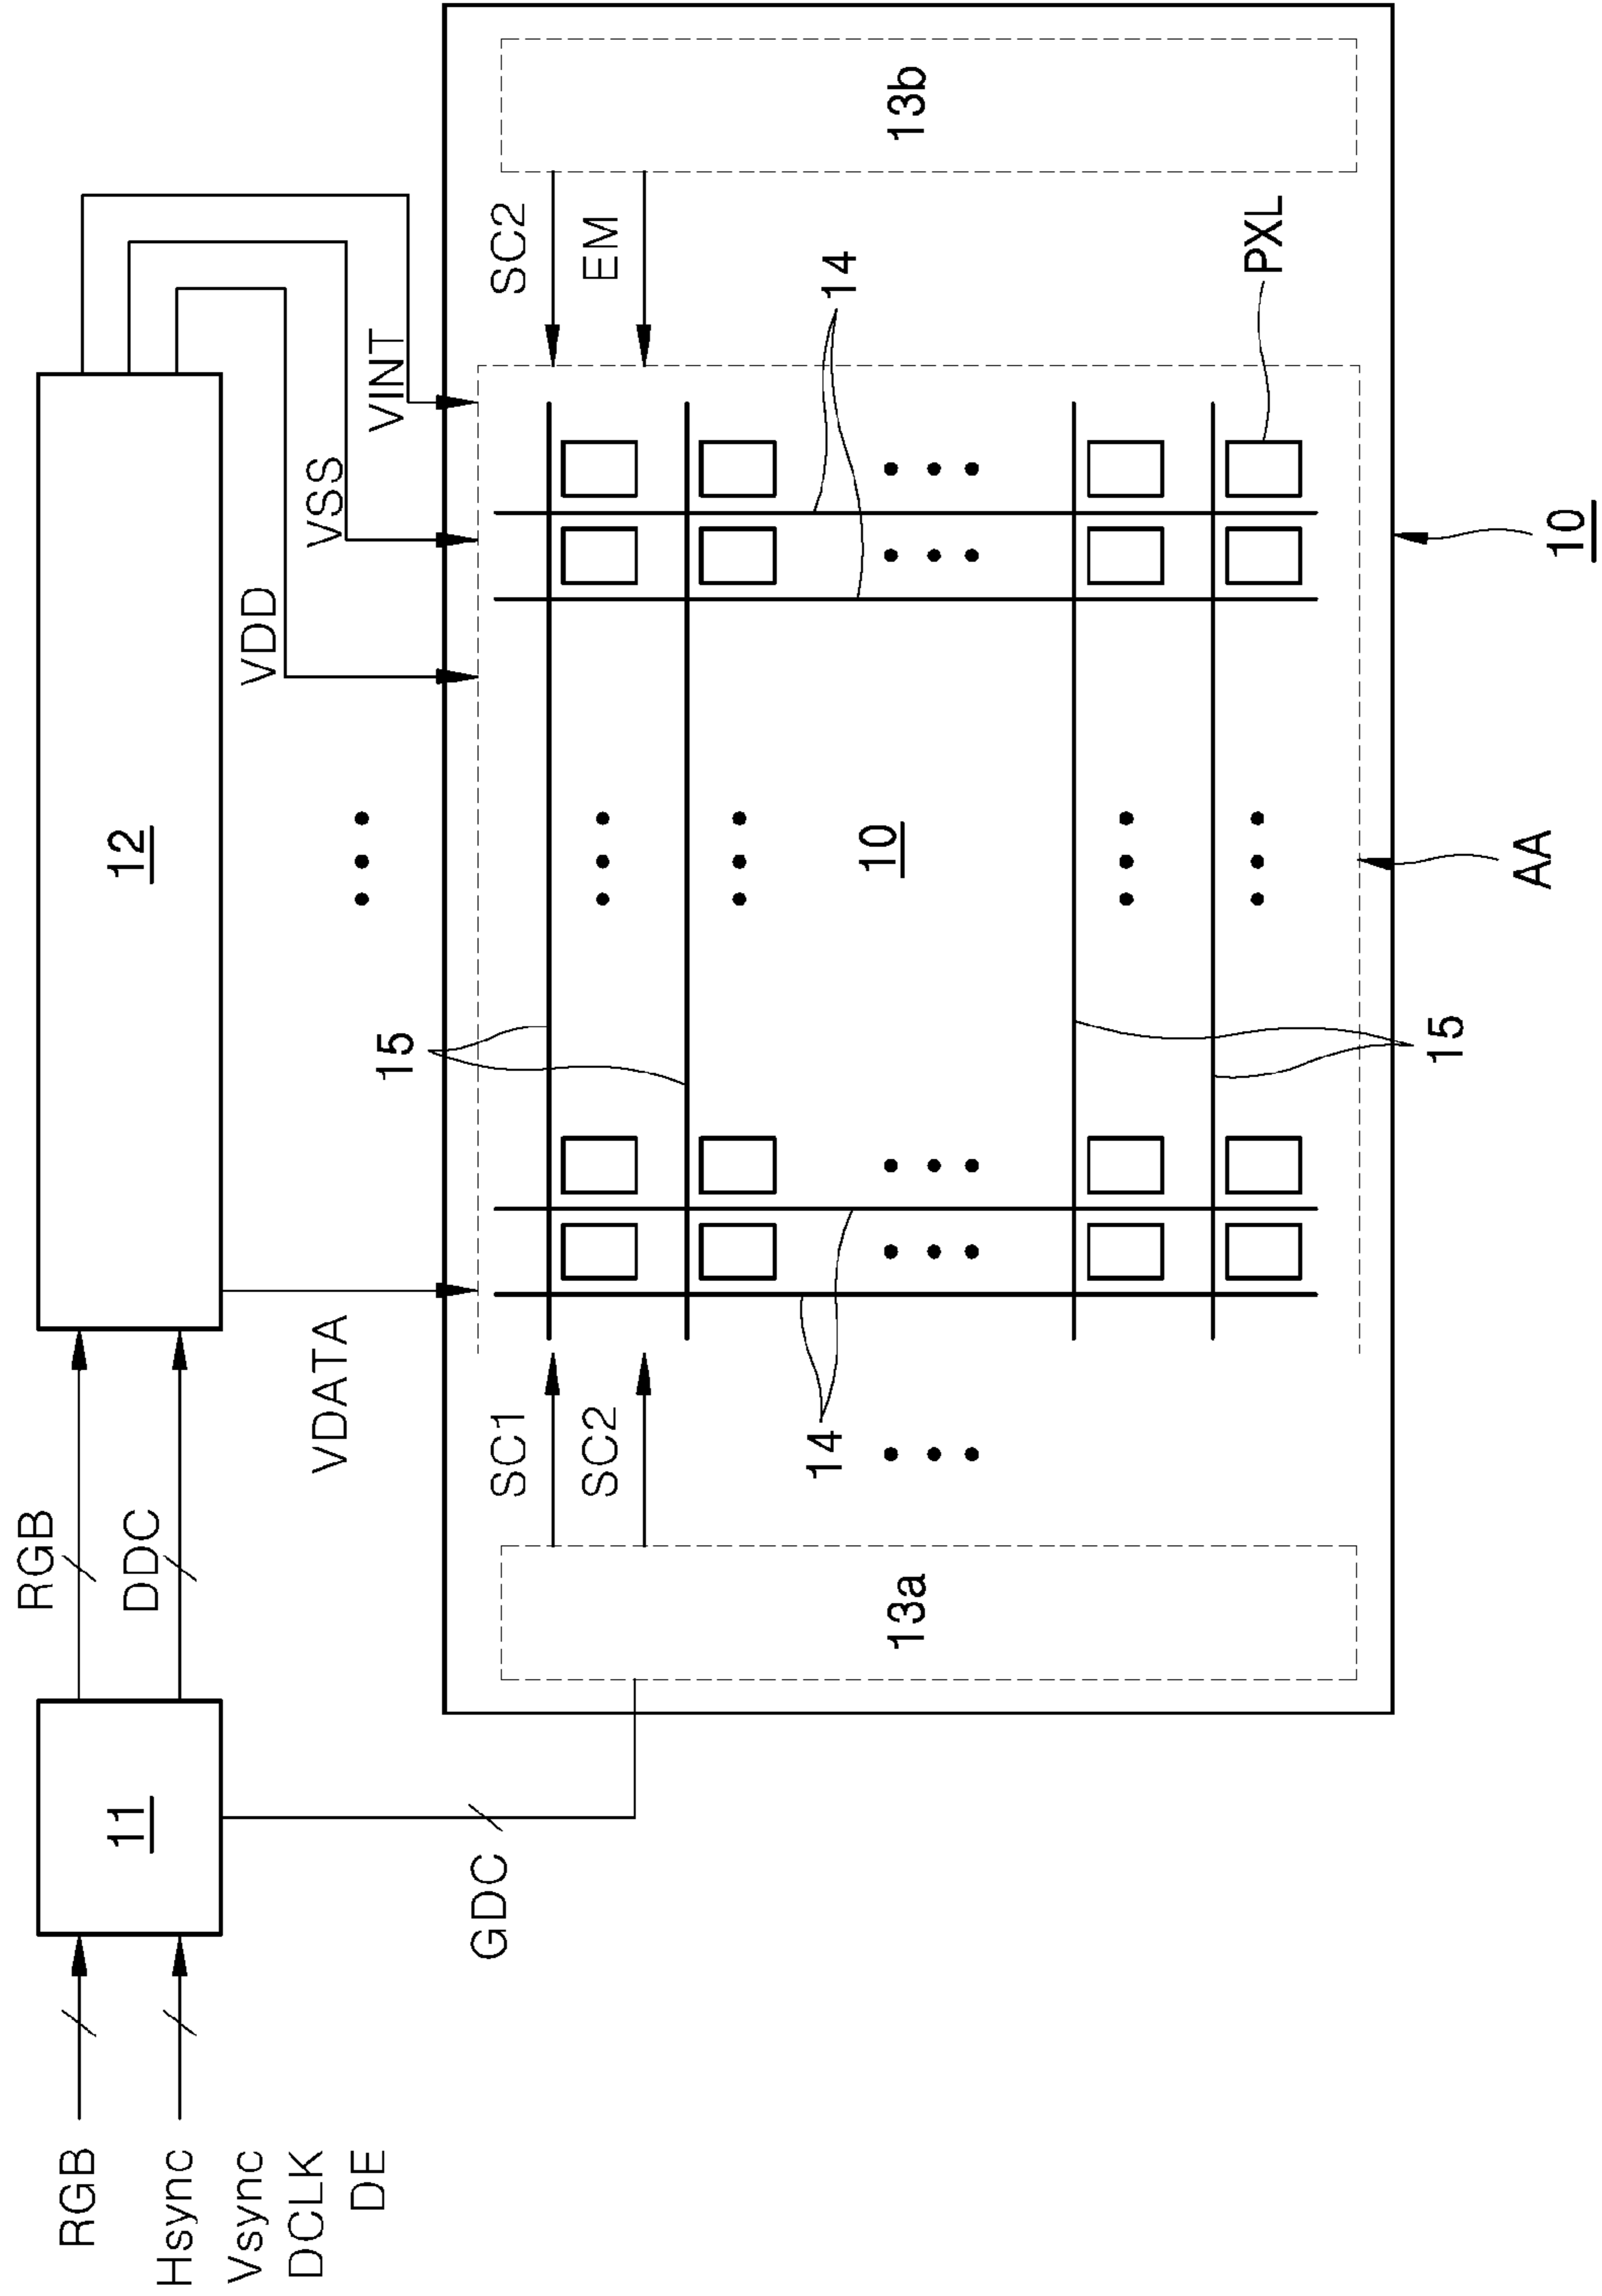 RGB
Hsync
Vsync
DCLK
DE
11
RGB
DDC
GDC
12
VDATA
VDD
VSS
VINT
13a
SC1
SC2
14
15
10
14
SC2
EM
13b
15
PXL
AA
10